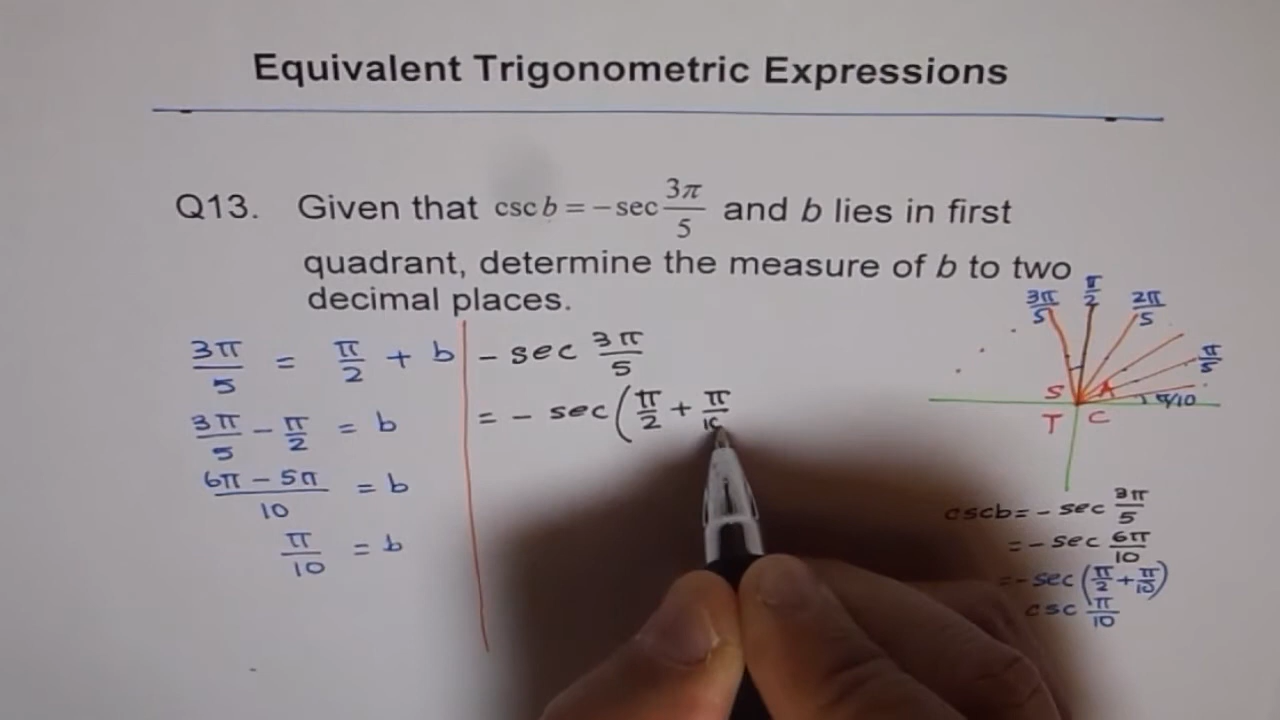 Equivalent Trigonometric Expressions
Q13. Given that csc b = −sec 3π/5 and b lies in first
quadrant, determine the measure of b to two
decimal places.
3π/5 = π/2 + b
3π/5 − π/2 = b
6π − 5π/10 = b
π/10 = b
− sec 3π/5
= − sec (π/2 + π/10
3π/5 π/2 2π/5
π/5
S A π/10
T C
cscb = − sec 3π/5
= − sec 6π/10
= − sec (π/2 + π/10)
csc π/10